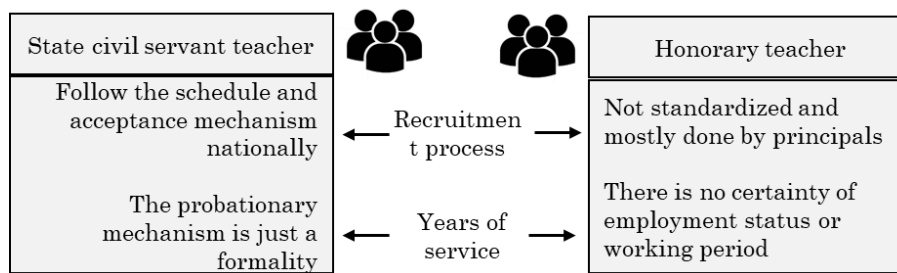 State civil servant teacher
Honorary teacher
Follow the schedule and
acceptance mechanism
nationally
Recruitmen
t process
Not standardized and
mostly done by principals
The probationary
mechanism is just a
formality
Years of
service
There is no certainty of
employment status or
working period